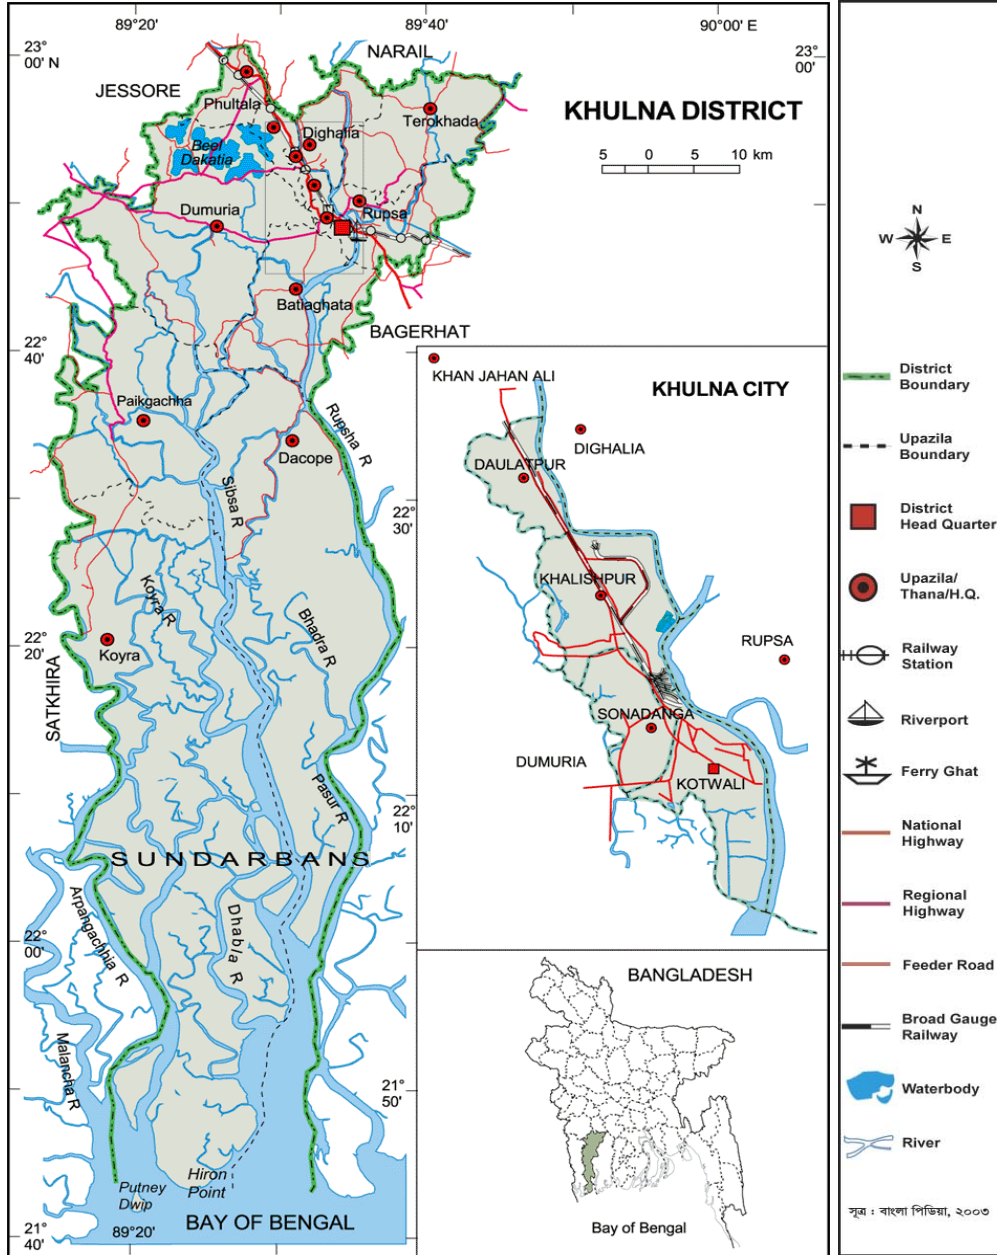 89°20'
89°40'
90°00' E
23°
00' N
23°
00'
NARAIL
JESSORE
KHULNA DISTRICT
5 0 5 10 km
Phultala
Terokhada
Dighalia
Beel
Dakatia
Dumuria
Rupsa
Batiaghata
BAGERHAT
22°
40'
Paikgachha
Rupsha R
Dacope
Sibsa R
22°
30'
Koyra R
Bhadra R
22°
20'
Koyra
SATKHIRA
Pasur R
22°
10'
SUNDARBANS
Arpangachhia R
Dhabla R
22°
00'
Malancha R
21°
50'
Hiron
Point
Putney
Dwip
BAY OF BENGAL
21°
40'
89°20'
KHULNA CITY
KHAN JAHAN ALI
DIGHALIA
DAULATPUR
KHALISHPUR
RUPSA
SONADANGA
DUMURIA
KOTWALI
BANGLADESH
Bay of Bengal
N
W E
S
District
Boundary
Upazila
Boundary
District
Head Quarter
Upazila/
Thana/H.Q.
Railway
Station
Riverport
Ferry Ghat
National
Highway
Regional
Highway
Feeder Road
Broad Gauge
Railway
Waterbody
River
সূত্র : বাংলা পিডিয়া, ২০০৩